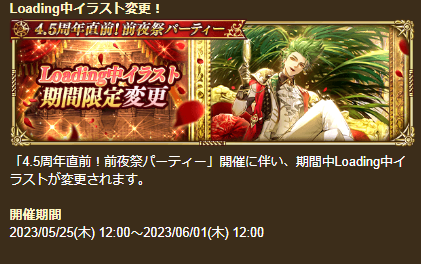 Loading中イラスト変更！
4.5周年直前！前夜祭パーティー
Loading中イラスト
期間限定変更
「4.5周年直前！前夜祭パーティー」開催に伴い、期間中Loading中イ
ラストが変更されます。
開催期間
2023/05/25(木) 12:00～2023/06/01(木) 12:00